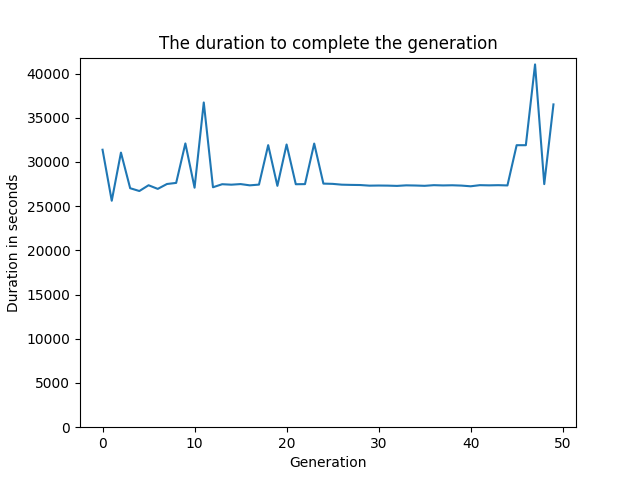 The duration to complete the generation
40000
35000
30000
25000
20000
15000
10000
5000
0
Duration in seconds
0 10 20 30 40 50
Generation